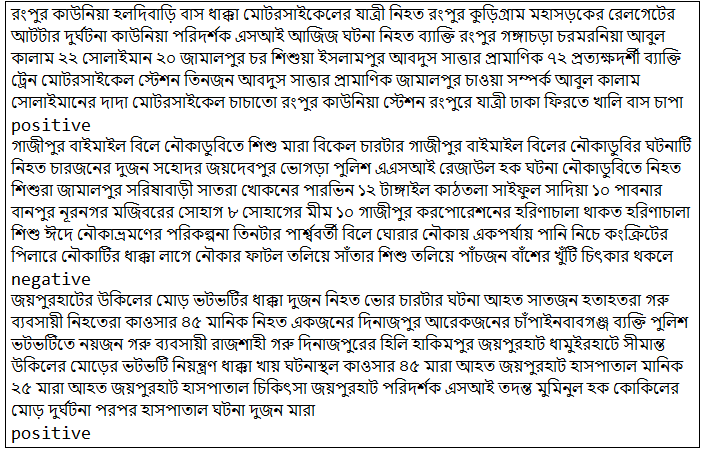 রংপুর কাউনিয়া হলদিবাড়ি বাস ধাক্কা মোটরসাইকেলের যাত্রী নিহত রংপুর কুড়িগ্রাম মহাসড়কের রেলগেটের
আটটার দুর্ঘটনা কাউনিয়া পরিদর্শক এসআই আজিজ ঘটনা নিহত ব্যাক্তি রংপুর গঙ্গাচড়া চরমরনিয়া আবুল
কালাম ২২ সোলাইমান ২০ জামালপুর চর শিশুয়া ইসলামপুর আবদুস সাত্তার প্রামাণিক ৭২ প্রত্যক্ষদর্শী ব্যাক্তি
ট্রেন মোটরসাইকেল স্টেশন তিনজন আবদুস সাত্তার প্রামাণিক জামালপুর চাওয়া সম্পর্ক আবুল কালাম
সোলাইমানের দাদা মোটরসাইকেল চাচাতো রংপুর কাউনিয়া স্টেশন রংপুরে যাত্রী ঢাকা ফিরতে খালি বাস চাপা
positive
গাজীপুর বাইমাইল বিলে নৌকাডুবিতে শিশু মারা বিকেল চারটার গাজীপুর বাইমাইল বিলের নৌকাডুবির ঘটনাটি
নিহত চারজনের দুজন সহোদর জয়দেবপুর ভোগড়া পুলিশ এএসআই রেজাউল হক ঘটনা নৌকাডুবিতে নিহত
শিশুরা জামালপুর সরিষাবাড়ী সাতরা খোকনের পারভিন ১২ টাঙ্গাইল কাঠতলা সাইফুল সাদিয়া ১০ পাবনার
বানপুর নূরনগর মজিবরের সোহাগ ৮ সোহাগের মীম ১০ গাজীপুর করপোরেশনের হরিণাচালা ধাকত হরিণাচালা
শিশু ঈদে নৌকাভ্রমণের পরিকল্পনা তিনটার পার্শ্ববর্তী বিলে ঘোরার নৌকায় একপর্যায় পানি নিচে কংক্রিটের
পিলারে নৌকাটির ধাক্কা লাগে নৌকার ফাটল তলিয়ে সাঁতার শিশু তলিয়ে পাঁচজন বাঁশের খুঁটি চিৎকার ধকলে
negative
জয়পুরহাটের উকিলের মোড় ভটভটির ধাক্কা দুজন নিহত ভোর চারটার ঘটনা আহত সাতজন হতাহতরা গরু
ব্যবসায়ী নিহতেরা কাওসার ৪৫ মানিক নিহত একজনের দিনাজপুর আরেকজনের চাঁপাইনবাবগঞ্জ ব্যক্তি পুলিশ
ভটভটিতে নয়জন গরু ব্যবসায়ী রাজশাহী গরু দিনাজপুরের হিলি হাকিমপুর জয়পুরহাট ধামুইরহাটে সীমান্ত
উকিলের মোড়ের ভটভটি নিয়ন্ত্রণ ধাক্কা খায় ঘটনাস্থল কাওসার ৪৫ মারা আহত জয়পুরহাট হাসপাতাল মানিক
২৫ মারা আহত জয়পুরহাট হাসপাতাল চিকিত্সা জয়পুরহাট পরিদর্শক এসআই তদন্ত মুমিনুল হক কোকিলের
মোড় দুর্ঘটনা পরপর হাসপাতাল ঘটনা দুজন মারা
positive